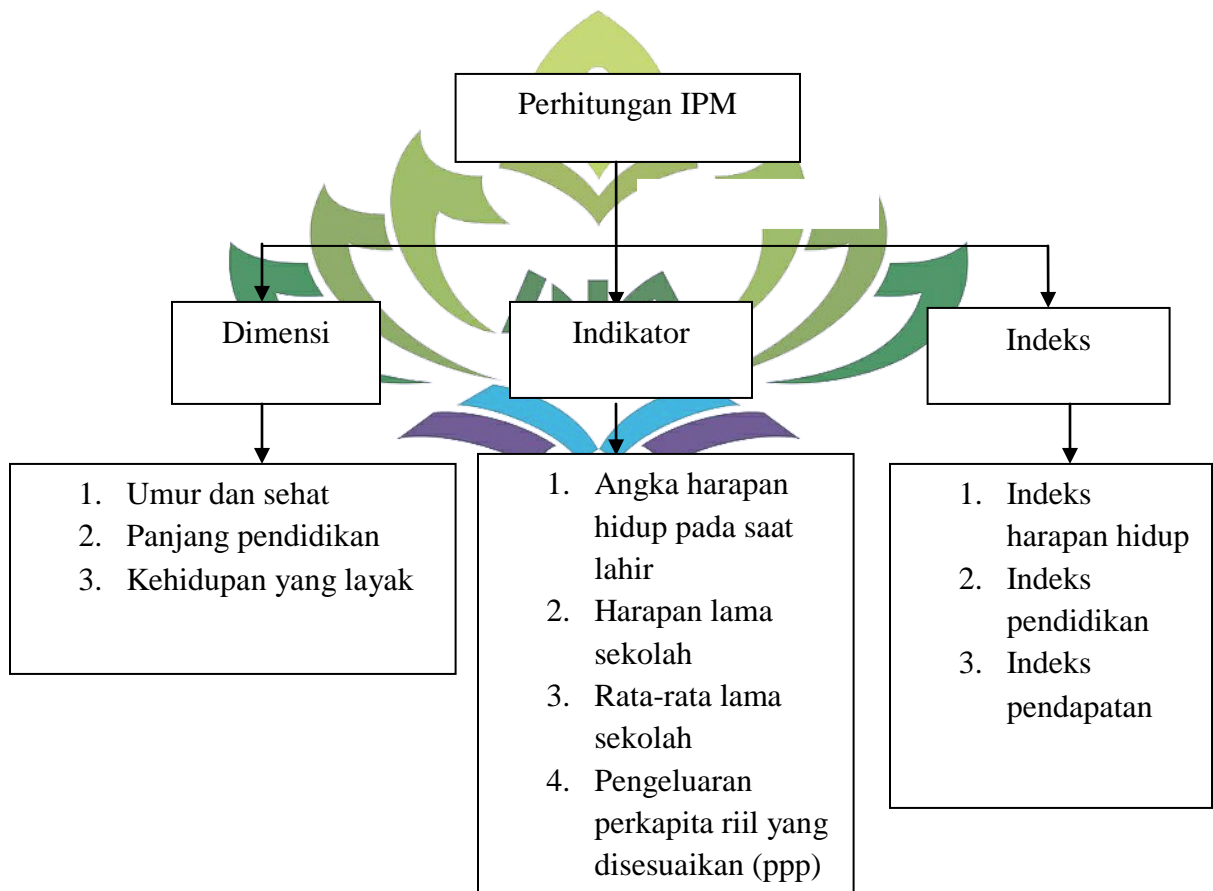 Perhitungan IPM
Dimensi
Indikator
Indeks
1. Umur dan sehat
2. Panjang pendidikan
3. Kehidupan yang layak
1. Angka harapan
hidup pada saat
lahir
2. Harapan lama
sekolah
3. Rata-rata lama
sekolah
4. Pengeluaran
perkapita riil yang
disesuaikan (ppp)
1. Indeks
harapan hidup
2. Indeks
pendidikan
3. Indeks
pendapatan